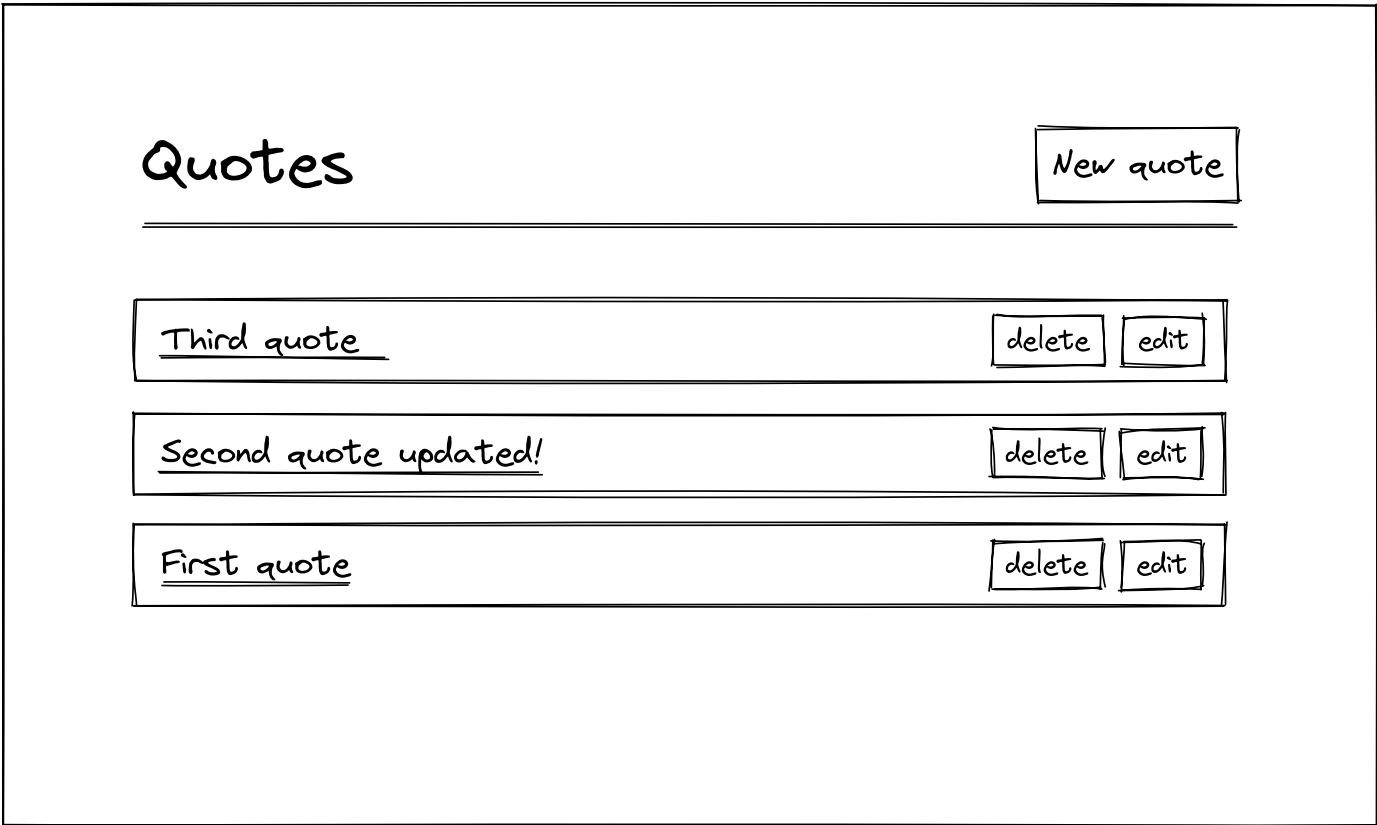 Quotes New quote
Third quote delete edit
Second quote updated! delete edit
First quote delete edit